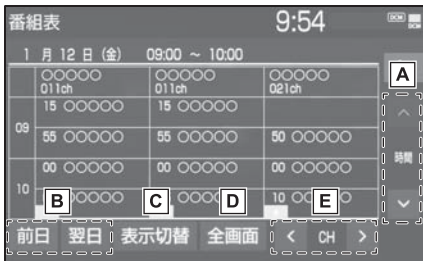 番組表 9:54
1月12日(金) 09:00 ~ 10:00
○○○○○ ○○○○○ ○○○○○
011ch 011ch 021ch
A
09
15 ○○○○○ 15 ○○○○○
55 ○○○○○ 55 ○○○○○ 50 ○○○○○
時間
10
00 ○○○○○ 00 ○○○○○ 00 ○○○○○
10
B C D E
前日 翌日 表示切替 全画面 < CH >